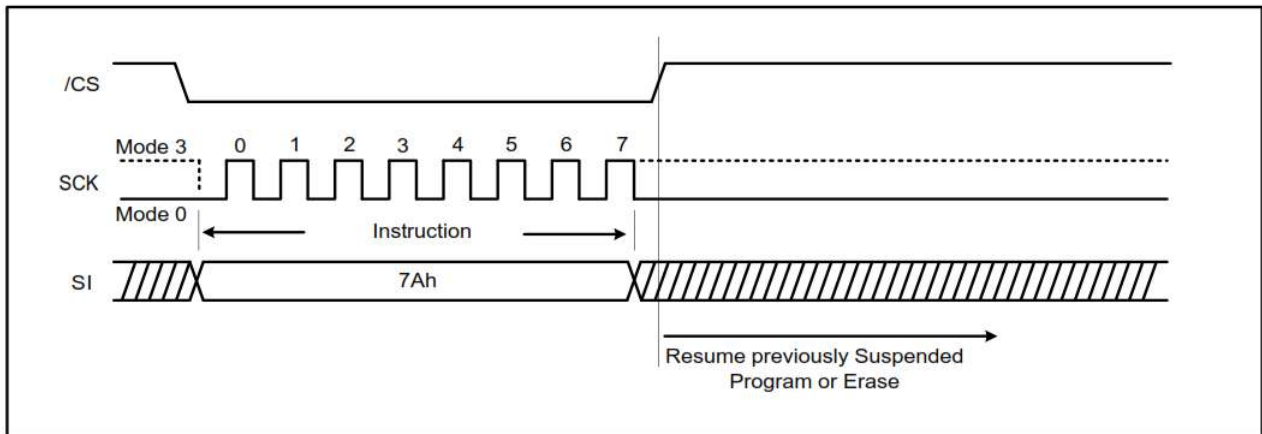 /CS
Mode 3
0 1 2 3 4 5 6 7
SCK
Mode 0
Instruction
SI
7Ah
Resume previously Suspended
Program or Erase